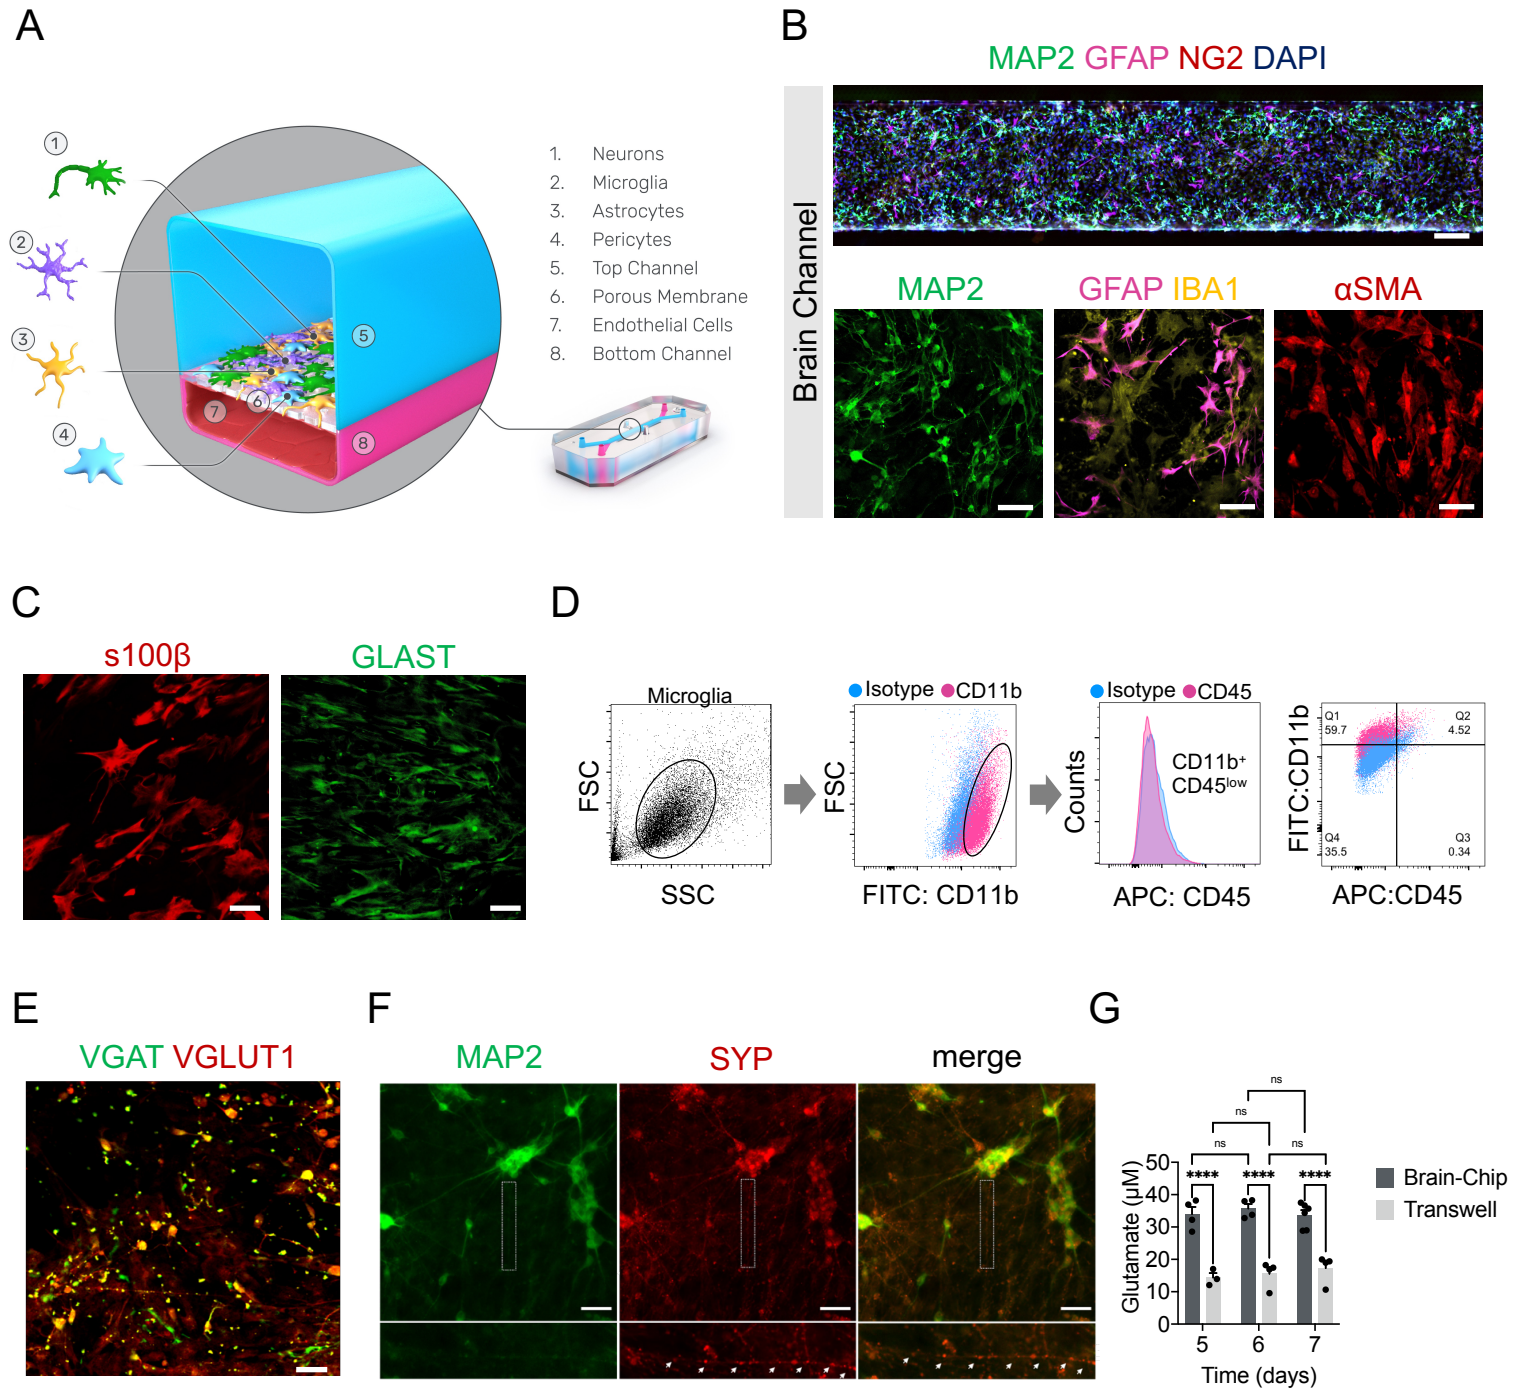 A
1
2
3
4
5
6
7
8
1. Neurons
2. Microglia
3. Astrocytes
4. Pericytes
5. Top Channel
6. Porous Membrane
7. Endothelial Cells
8. Bottom Channel
B
MAP2 GFAP NG2 DAPI
Brain Channel
MAP2
GFAP IBA1
αSMA
C
s100β
GLAST
D
Microglia
FSC
SSC
Isotype CD11b
FSC
FITC: CD11b
Isotype CD45
CD11b+
CD45low
Counts
APC: CD45
FITC:CD11b
Q1
59.7
Q2
4.52
Q4
35.5
Q3
0.34
APC:CD45
E
VGAT VGLUT1
F
MAP2
SYP
merge
G
ns
ns
ns ns
**** **** ****
Glutamate (µM)
50
40
30
20
10
0
5 6 7
Time (days)
Brain-Chip
Transwell